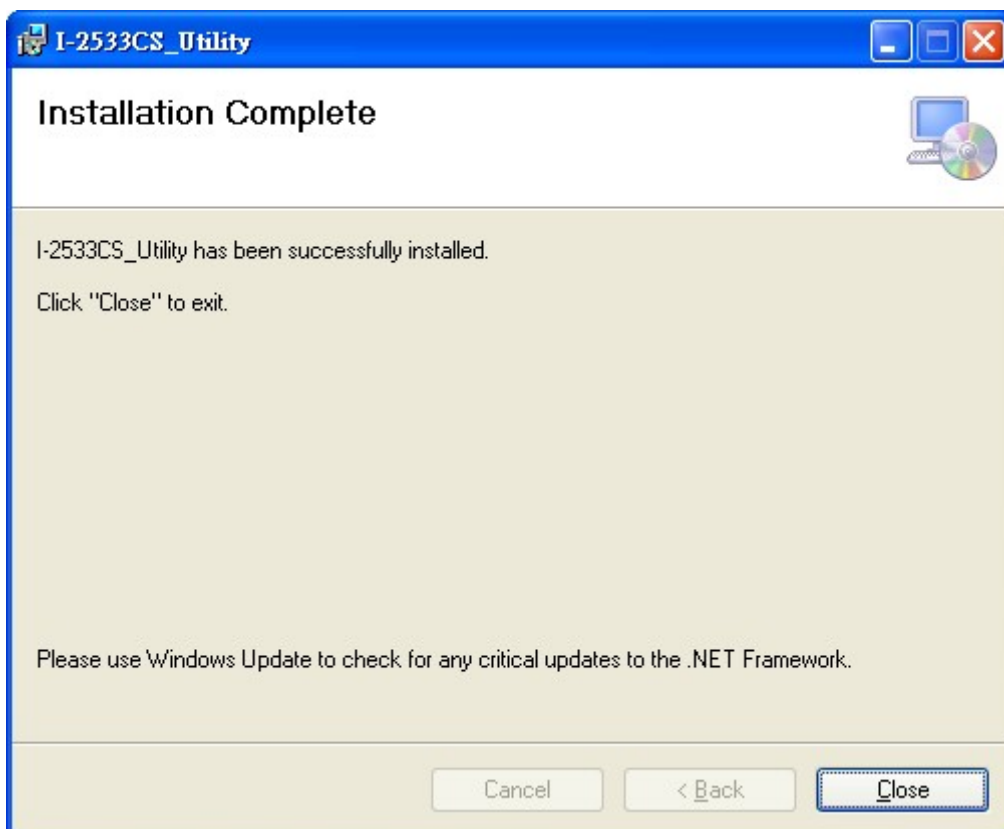 I-2533CS_Utility
Installation Complete
I-2533CS_Utility has been successfully installed.
Click "Close" to exit.
Please use Windows Update to check for any critical updates to the .NET Framework.
Cancel
< Back
Close